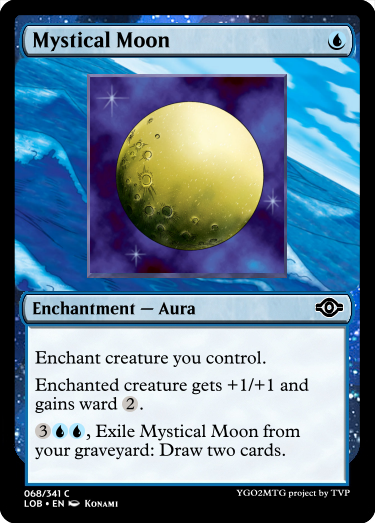 Mystical Moon
Enchantment — Aura
Enchant creature you control.
Enchanted creature gets +1/+1 and
gains ward 2.
3, Exile Mystical Moon from
your graveyard: Draw two cards.
068/341 C
LOB • EN Konami
YGO2MTG project by TVP